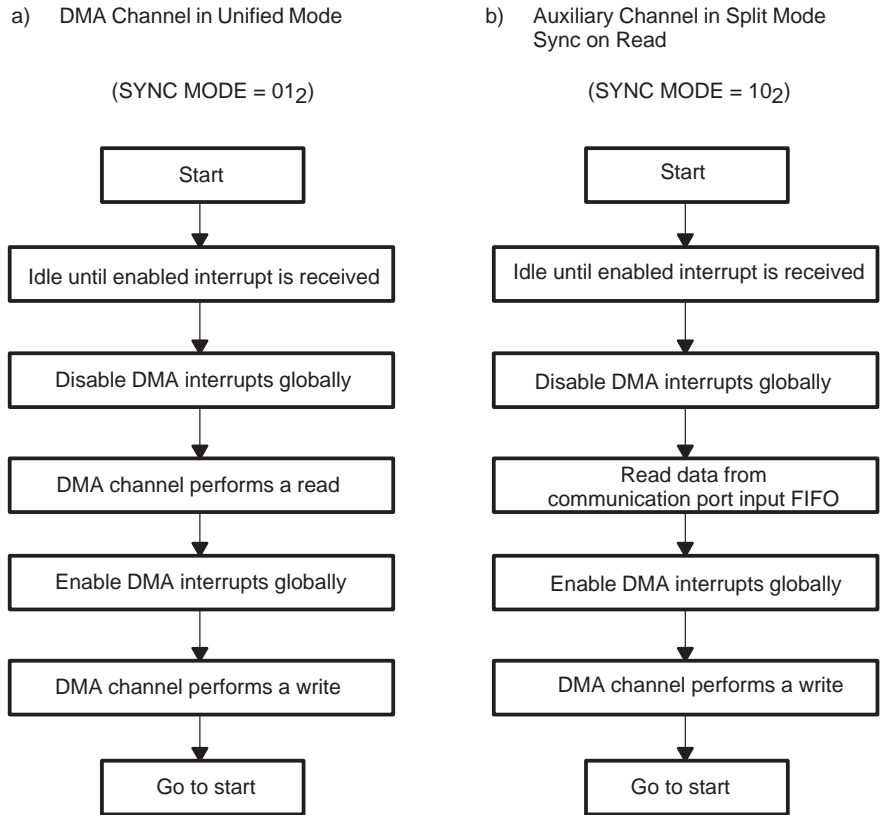 a) DMA Channel in Unified Mode
(SYNC MODE = 01₂)
Start
Idle until enabled interrupt is received
Disable DMA interrupts globally
DMA channel performs a read
Enable DMA interrupts globally
DMA channel performs a write
Go to start
b) Auxiliary Channel in Split Mode
Sync on Read
(SYNC MODE = 10₂)
Start
Idle until enabled interrupt is received
Disable DMA interrupts globally
Read data from
communication port input FIFO
Enable DMA interrupts globally
DMA channel performs a write
Go to start